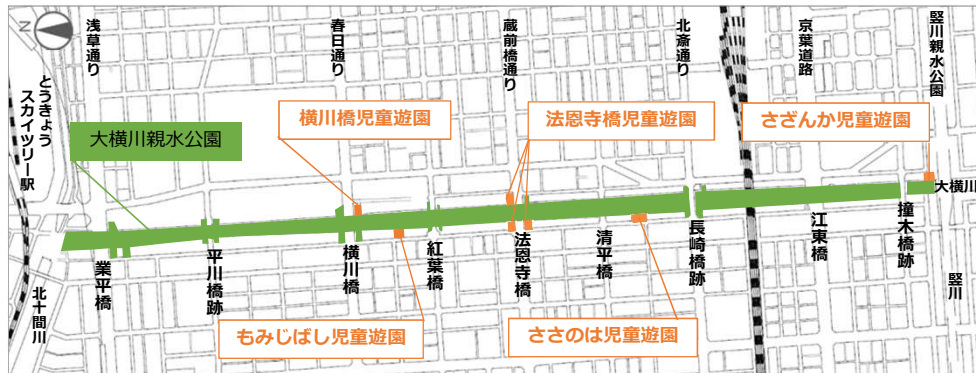 N
浅草通り
春日通り
蔵前橋通り
北斎通り
京葉道路
竪川親水公園
とうきょう
スカイツリー駅
大横川親水公園
横川橋児童遊園
法恩寺橋児童遊園
さざんか児童遊園
大横川
業平橋
平川橋跡
横川橋
紅葉橋
法恩寺橋
清平橋
長崎橋跡
江東橋
撞木橋跡
竪川
北十間川
もみじばし児童遊園
ささのは児童遊園